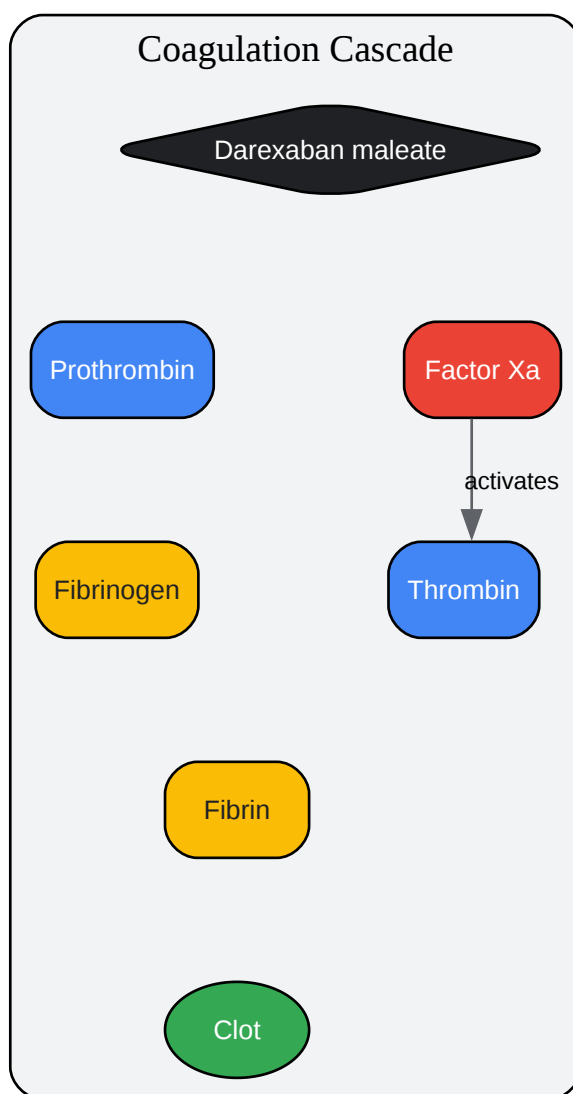 Coagulation Cascade
Darexaban maleate
Prothrombin
Factor Xa
activates
Fibrinogen
Thrombin
Fibrin
Clot